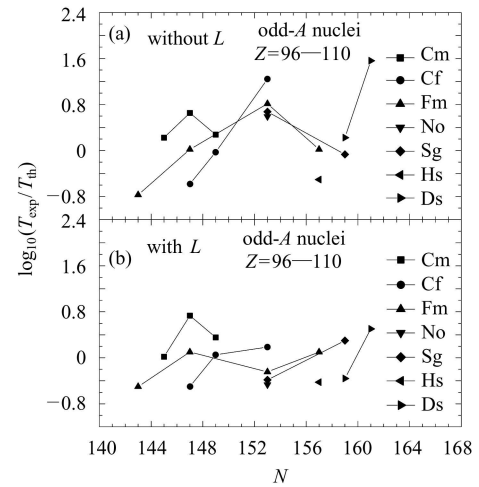 2.4
(a) without L odd-A nuclei
Z=96—110
Cm
Cf
Fm
No
Sg
Hs
Ds
1.6
0.8
0
−0.8
log10(Texp/Tth)
2.4
(b) with L odd-A nuclei
Z=96—110
Cm
Cf
Fm
No
Sg
Hs
Ds
1.6
0.8
0
−0.8
140 144 148 152 156 160 164 168
N